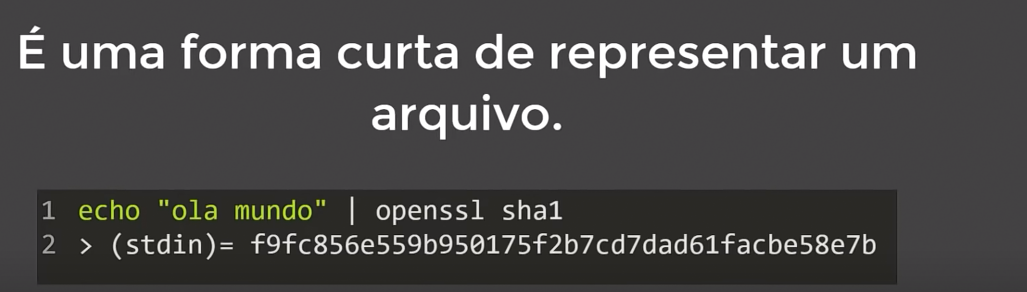 É uma forma curta de representar um
arquivo.
1 echo "ola mundo" | openssl sha1
2 > (stdin)= f9fc856e559b950175f2b7cd7dad61facbe58e7b